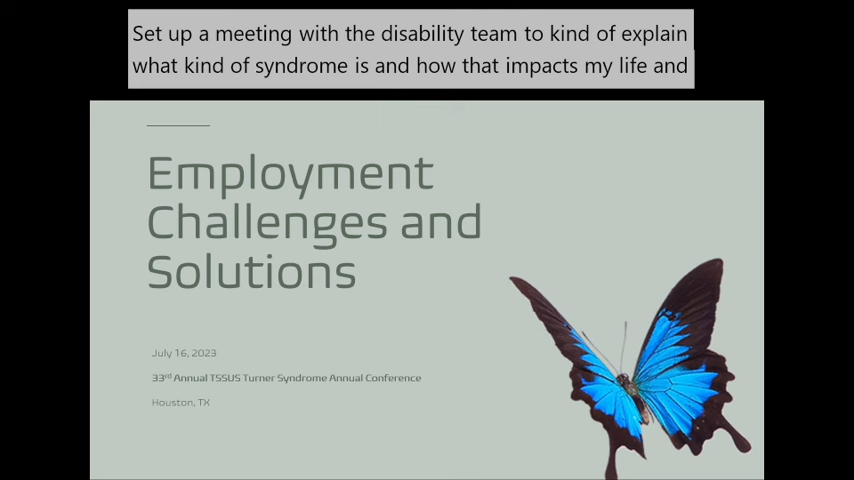 Set up a meeting with the disability team to kind of explain
what kind of syndrome is and how that impacts my life and
Employment
Challenges and
Solutions
July 16, 2023
33rd Annual TSSUS Turner Syndrome Annual Conference
Houston, TX